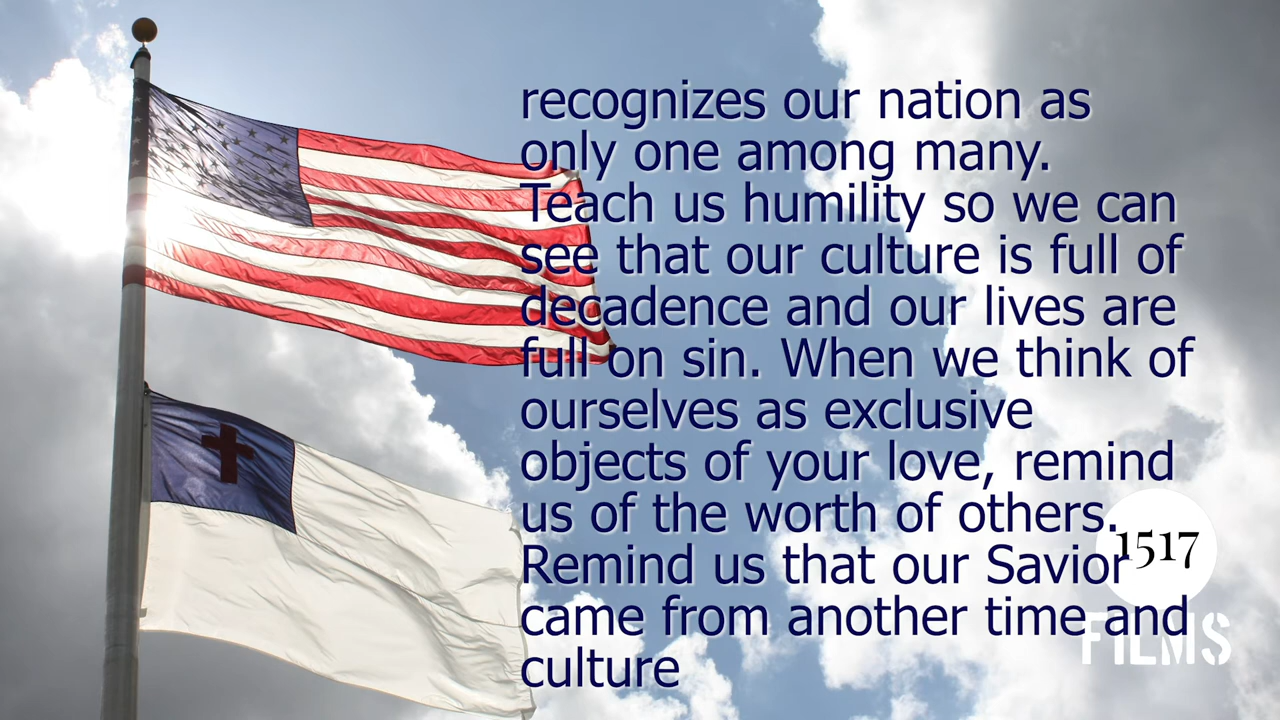 recognizes our nation as
only one among many.
Teach us humility so we can
see that our culture is full of
decadence and our lives are
full on sin. When we think of
ourselves as exclusive
objects of your love, remind
us of the worth of others.
Remind us that our Savior
came from another time and
culture
1517
FILMS